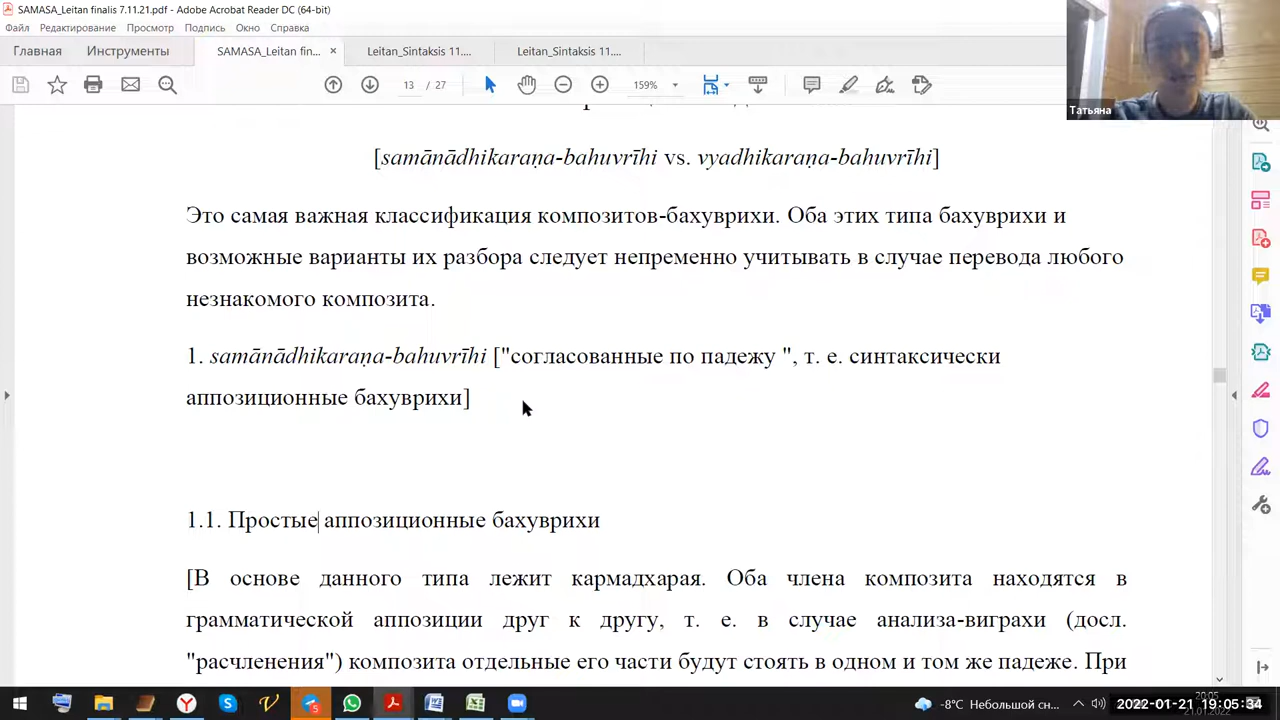 SAMASA_Leitan finalis 7.11.21.pdf - Adobe Acrobat Reader DC (64-bit)
Файл Редактирование Просмотр Подпись Окно Справка
Главная Инструменты SAMASA_Leitan fin... × Leitan_Sintaksis 11.... Leitan_Sintaksis 11....
13 / 27 159%
Татьяна
[samānādhikaraṇa-bahuvrīhi vs. vyadhikaraṇa-bahuvrīhi]
Это самая важная классификация композитов-бахуврихи. Оба этих типа бахуврихи и
возможные варианты их разбора следует непременно учитывать в случае перевода любого
незнакомого композита.
1. samānādhikaraṇa-bahuvrīhi ["согласованные по падежу ", т. е. синтаксически
аппозиционные бахуврихи]
1.1. Простые аппозиционные бахуврихи
[В основе данного типа лежит кармадхарая. Оба члена композита находятся в
грамматической аппозиции друг к другу, т. е. в случае анализа-виграхи (досл.
"расчленения") композита отдельные его части будут стоять в одном и том же падеже. При
-8°C Небольшой сн... 20:05
2022-01-21 19:05:34
21.01.2022